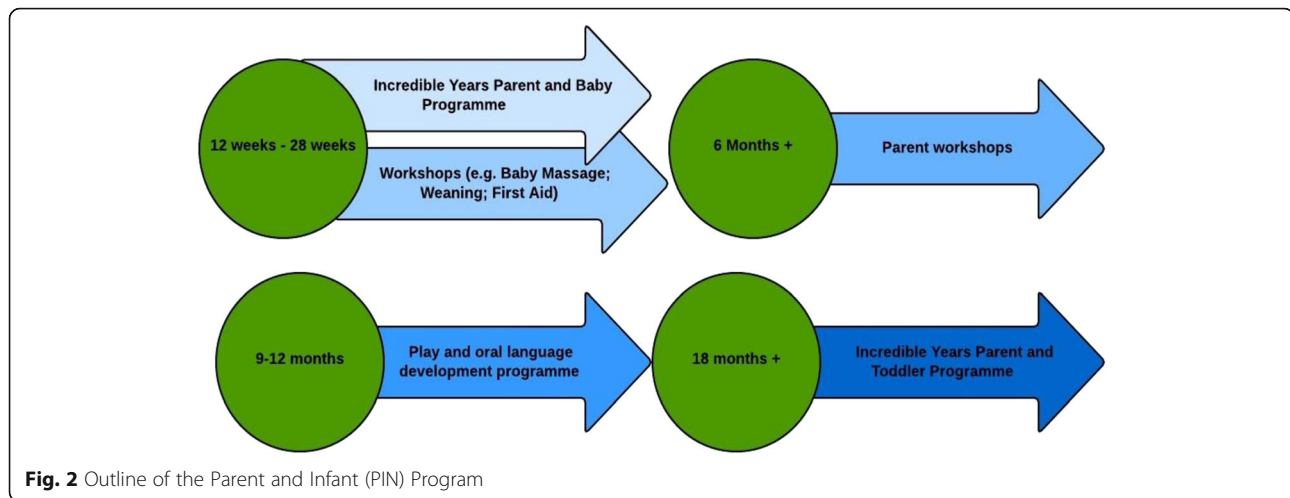 12 weeks - 28 weeks
Incredible Years Parent and Baby
Programme
Workshops (e.g. Baby Massage;
Weaning; First Aid)
6 Months +
Parent workshops
9-12 months
Play and oral language
development programme
18 months +
Incredible Years Parent and
Toddler Programme
Fig. 2 Outline of the Parent and Infant (PIN) Program